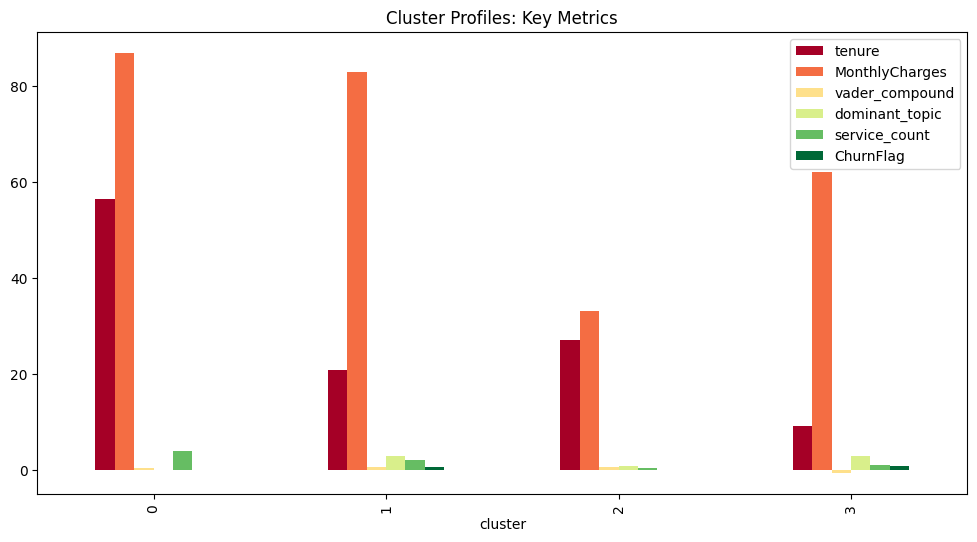 Cluster Profiles: Key Metrics
tenure
MonthlyCharges
vader_compound
dominant_topic
service_count
ChurnFlag
80
60
40
20
0
0
1
2
3
cluster